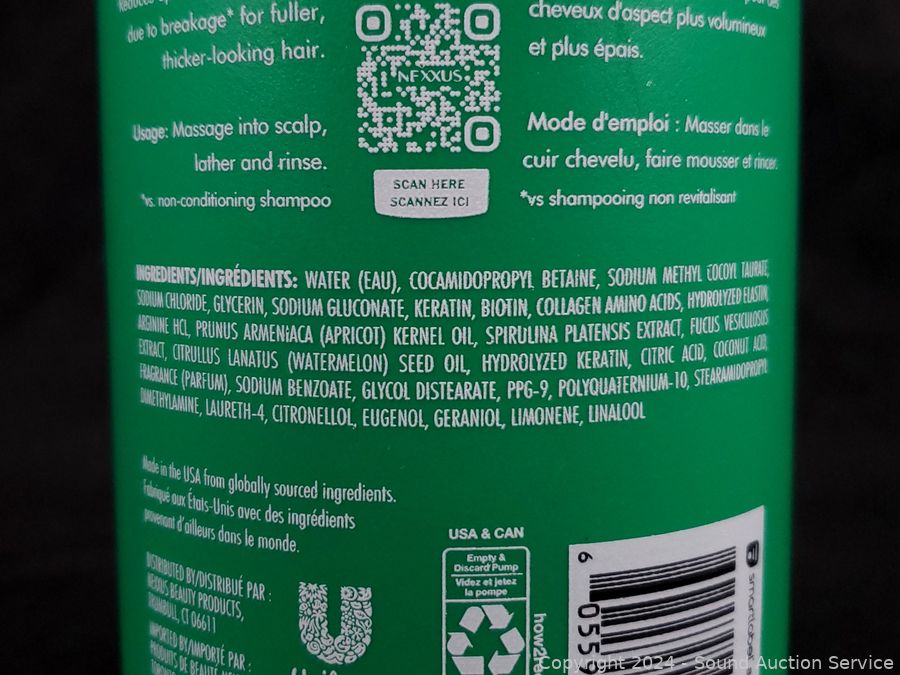 due to breakage* for fuller,
thicker-looking hair.
Usage: Massage into scalp,
lather and rinse.
*vs. non-conditioning shampoo
NEXXUS
SCAN HERE
SCANNEZ ICI
cheveux d'aspect plus volumineux
et plus épais.
Mode d'emploi : Masser dans le
cuir chevelu, faire mousser et rincer.
*vs shampooing non revitalisant
INGREDIENTS/INGRÉDIENTS: WATER (EAU), COCAMIDOPROPYL BETAINE, SODIUM METHYL COCOYL TAURATE,
SODIUM CHLORIDE, GLYCERIN, SODIUM GLUCONATE, KERATIN, BIOTIN, COLLAGEN AMINO ACIDS, HYDROLYZED ELASTIN,
ARGININE HCL, PRUNUS ARMENIACA (APRICOT) KERNEL OIL, SPIRULINA PLATENSIS EXTRACT, FUCUS VESICULOSUS
EXTRACT, CITRULLUS LANATUS (WATERMELON) SEED OIL, HYDROLYZED KERATIN, CITRIC ACID, COCONUT ACID,
FRAGRANCE (PARFUM), SODIUM BENZOATE, GLYCOL DISTEARATE, PPG-9, POLYQUATERNIUM-10, STEARAMIDOPROPYL
DIMETHYLAMINE, LAURETH-4, CITRONELLOL, EUGENOL, GERANIOL, LIMONENE, LINALOOL
Made in the USA from globally sourced ingredients.
Fabriqué aux États-Unis avec des ingrédients
provenant d'ailleurs dans le monde.
DISTRIBUTED BY/DISTRIBUÉ PAR :
NEXXUS BEAUTY PRODUCTS,
TRUMBULL, CT 06611
IMPORTED BY/IMPORTÉ PAR :
PRODUITS DE BEAUTÉ
USA & CAN
Empty &
Discard Pump
Videz et jetez
la pompe
how2re
6
055
smartlabe
Copyright 2024 - Sound Auction Service